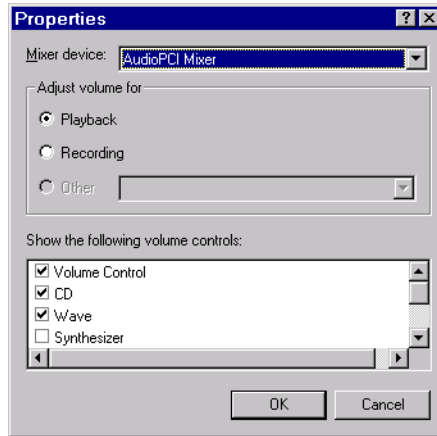 Properties
Mixer device: AudioPCI Mixer
Adjust volume for
Playback
Recording
Other
Show the following volume controls:
Volume Control
CD
Wave
Synthesizer
OK Cancel